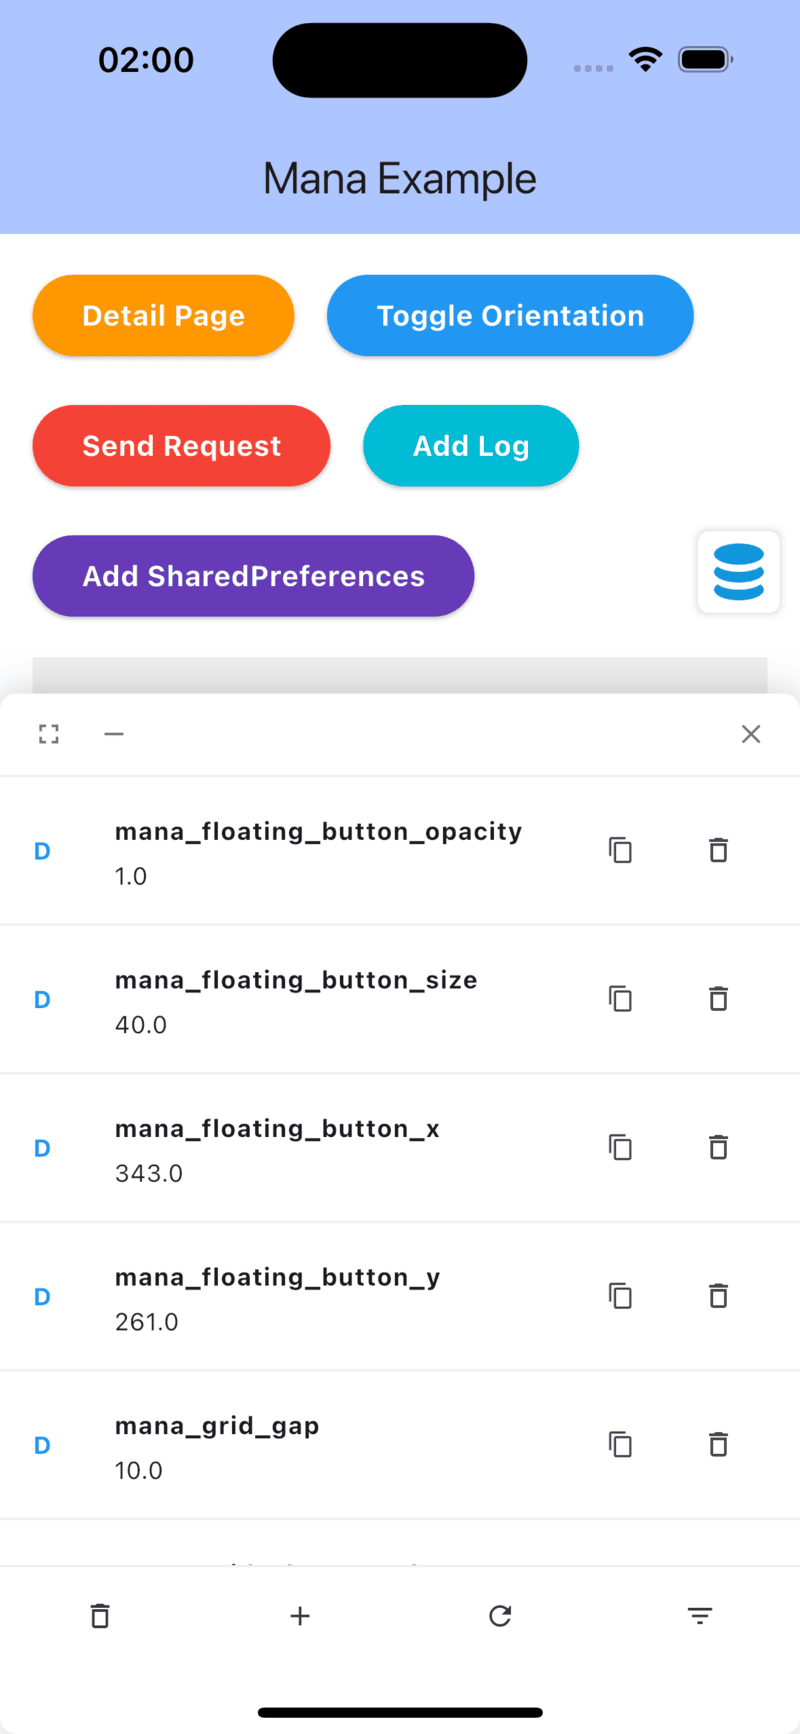 02:00
Mana Example
Detail Page
Toggle Orientation
Send Request
Add Log
Add SharedPreferences
D
mana_floating_button_opacity
1.0
D
mana_floating_button_size
40.0
D
mana_floating_button_x
343.0
D
mana_floating_button_y
261.0
D
mana_grid_gap
10.0